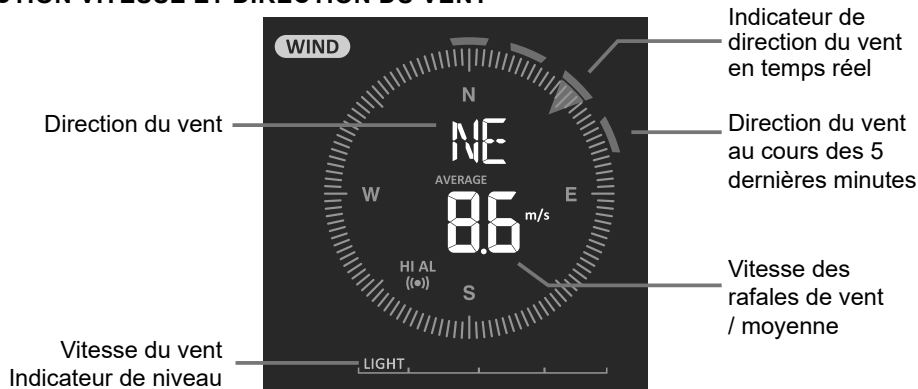 Indicateur de
direction du vent
en temps réel
WIND
N
Direction du vent
NE
Direction du vent
au cours des 5
dernières minutes
AVERAGE
W
E
8.6 m/s
HI AL
S
Vitesse des
rafales de vent
/ moyenne
Vitesse du vent
Indicateur de niveau
LIGHT